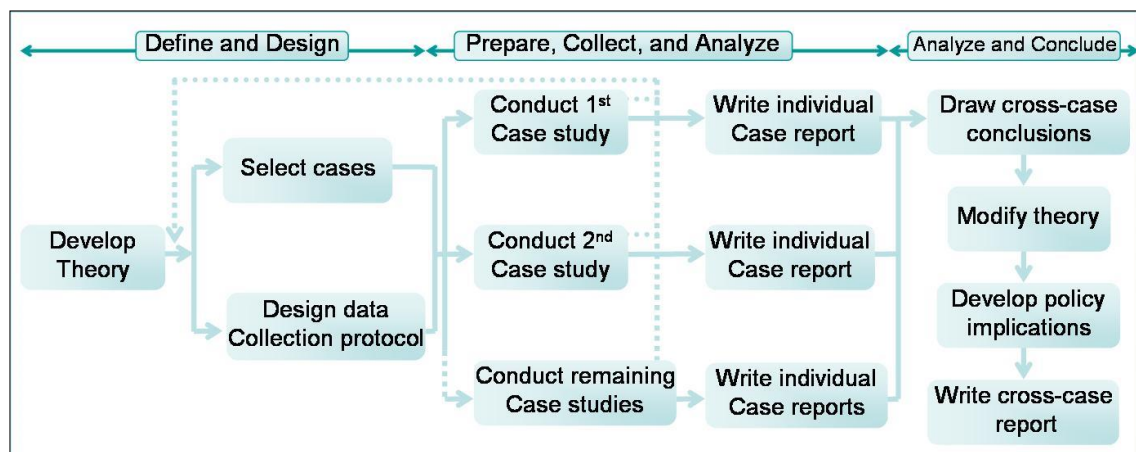 Define and Design
Prepare, Collect, and Analyze
Analyze and Conclude
Develop
Theory
Select cases
Design data
Collection protocol
Conduct 1st
Case study
Conduct 2nd
Case study
Conduct remaining
Case studies
Write individual
Case report
Write individual
Case report
Write individual
Case reports
Draw cross-case
conclusions
Modify theory
Develop policy
implications
Write cross-case
report